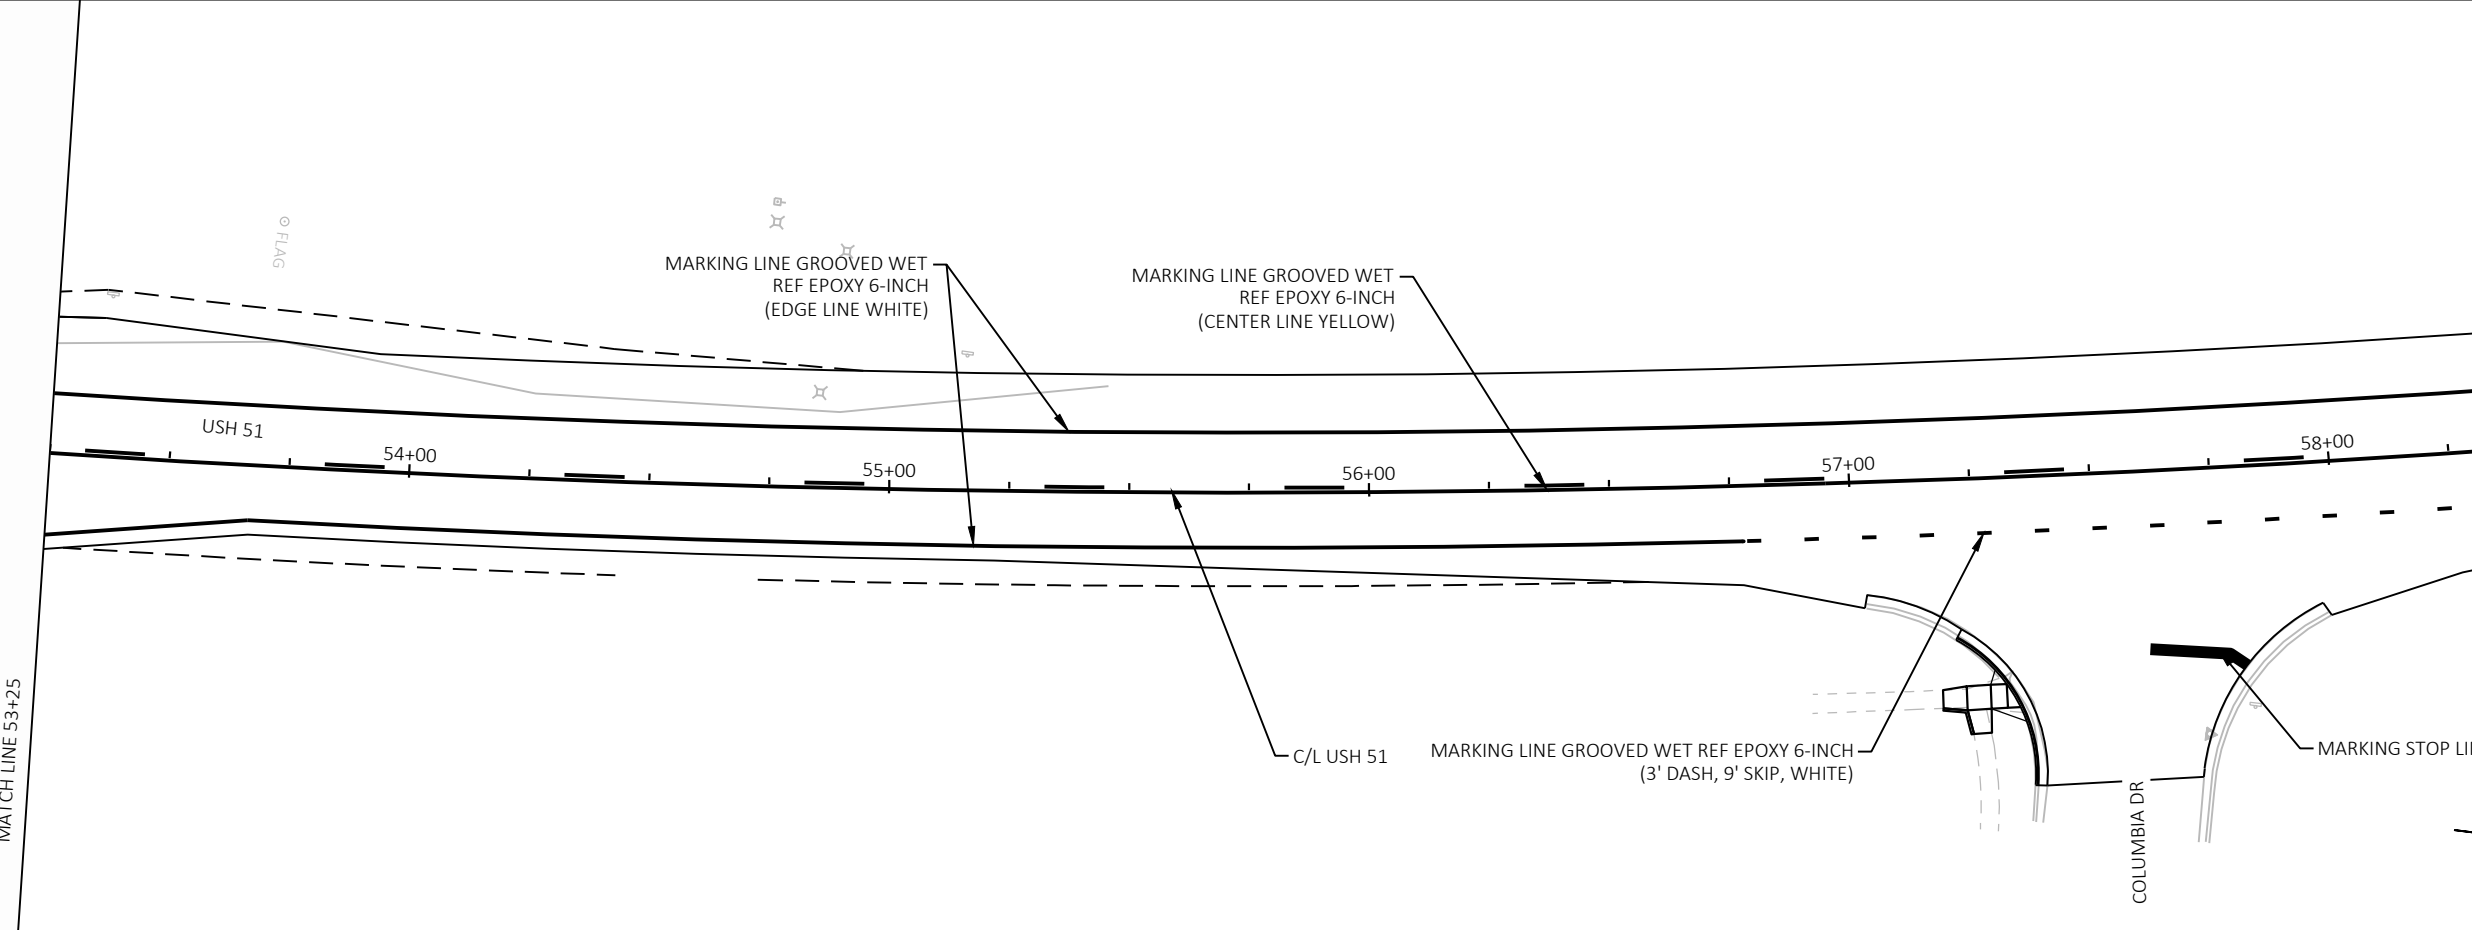 FLAG
MARKING LINE GROOVED WET
REF EPOXY 6-INCH
(EDGE LINE WHITE)
MARKING LINE GROOVED WET
REF EPOXY 6-INCH
(CENTER LINE YELLOW)
USH 51
54+00
55+00
56+00
57+00
58+00
MATCH LINE 53+25
C/L USH 51
MARKING LINE GROOVED WET REF EPOXY 6-INCH
(3' DASH, 9' SKIP, WHITE)
MARKING STOP
COLUMBIA DR